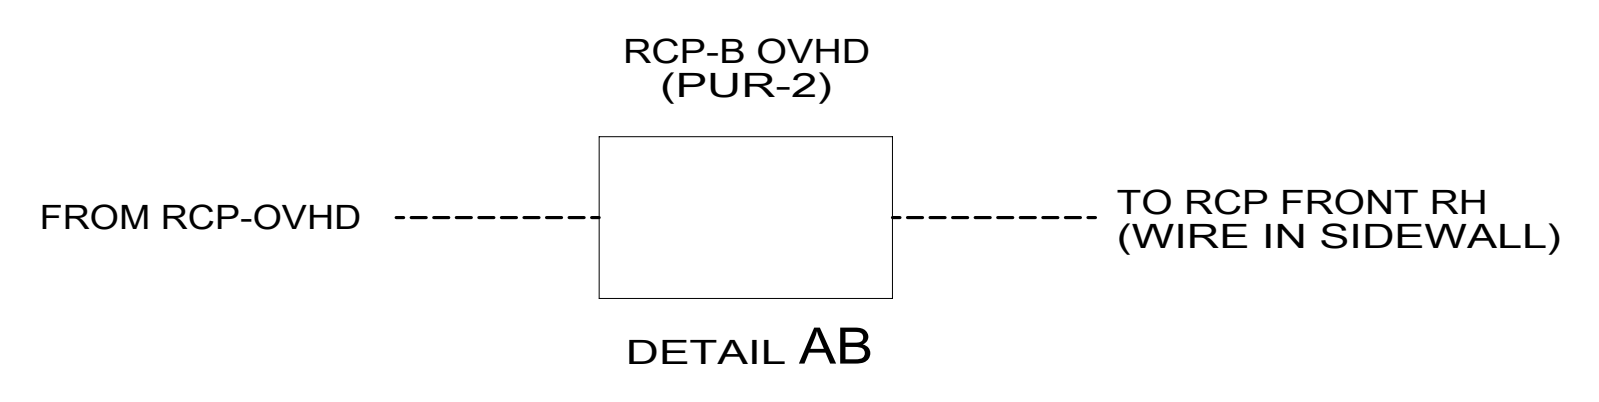 RCP-B OVHD
(PUR-2)
FROM RCP-OVHD
TO RCP FRONT RH
(WIRE IN SIDEWALL)
DETAIL AB